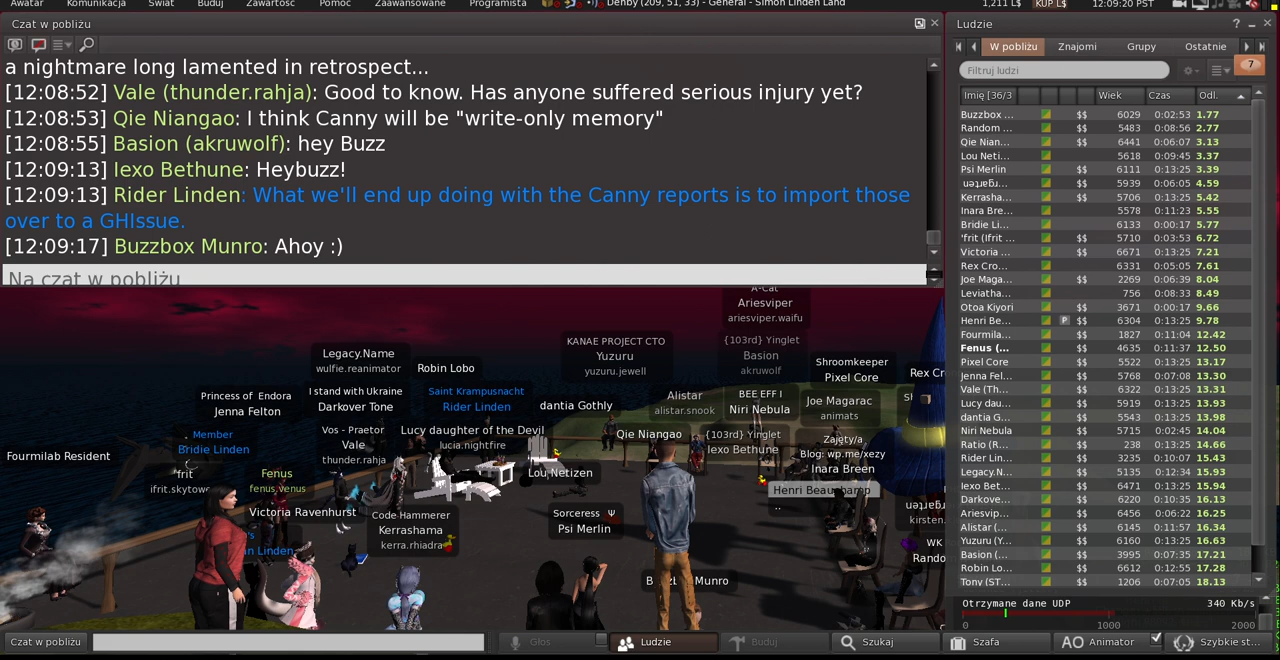 Awatar Komunikacja Świat Buduj Zawartość Pomoc Zaawansowane Programista Denby (209, 51, 33) - General - Simon Linden Land 1,211 L$ KUP L$ 12:09:20 PST
Czat w pobliżu
a nightmare long lamented in retrospect...
[12:08:52] Vale (thunder.rahja): Good to know. Has anyone suffered serious injury yet?
[12:08:53] Qie Niangao: I think Canny will be "write-only memory"
[12:08:55] Basion (akruwolf): hey Buzz
[12:09:13] Iexo Bethune: Heybuzz!
[12:09:13] Rider Linden: What we'll end up doing with the Canny reports is to import those
over to a GHIssue.
[12:09:17] Buzzbox Munro: Ahoy :)
Na czat w pobliżu
A-Cat
Ariesviper
ariesviper.waifu
KANAE PROJECT CTO
Yuzuru
yuzuru.jewell
{103rd} Yinglet
Basion
akruwolf
Legacy.Name
wulfie.reanimator
Robin Lobo
Shroomkeeper
Pixel Core
Rex Cr
Princess of Endora
Jenna Felton
I stand with Ukraine
Darkover Tone
Saint Krampusnacht
Rider Linden
dantia Gothly
Alistar
alistar.snook
BEE EFF I
Niri Nebula
Joe Magarac
animats
Member
Bridie Linden
Vos - Praetor
Vale
thunder.rahja
Lucy daughter of the Devil
lucia.nightfire
Qie Niangao
{103rd} Yinglet
Iexo Bethune
Zajęty/a
Blog: wp.me/xezy
Inara Breen
Fourmilab Resident
'frit
ifrit.skytowe
Fenus
fenus.venus
Lou Netizen
Henri Beauchamp
Victoria Ravenhurst
Code Hammerer
Kerrashama
kerra.rhiadra
Sorceress Ψ
Psi Merlin
kirsten.
n Linden
WK
Rando
Munro
Ludzie
W pobliżu Znajomi Grupy Ostatnie
Filtruj ludzi
7
Imię [36/3 Wiek Czas Odl.
Buzzbox ... $$ 6029 0:02:53 1.77
Random ... $$ 5483 0:08:56 2.77
Qie Nian... $$ 6441 0:06:07 3.13
Lou Neti... 5618 0:09:45 3.37
Psi Merlin $$ 6111 0:13:25 3.39
$$ 5939 0:06:05 4.59
Kerrasha... $$ 5706 0:13:25 5.42
Inara Bre... 5578 0:11:23 5.55
Bridie Li... 6133 0:00:17 5.77
'frit (Ifrit ... $$ 5710 0:03:53 6.72
Victoria ... $$ 6671 0:13:25 7.21
Rex Cro... 6331 0:05:05 7.61
Joe Maga... $$ 2269 0:06:39 8.04
Leviatha... 756 0:08:33 8.49
Otoa Kiyori $$ 3671 0:00:17 9.66
Henri Be... P $$ 6304 0:13:25 9.78
Fourmila... $$ 1827 0:11:04 12.42
Fenus (... $$ 4635 0:11:37 12.50
Pixel Core $$ 5522 0:13:25 13.17
Jenna Fel... $$ 5768 0:07:08 13.30
Vale (Th... $$ 6322 0:13:25 13.31
Lucy dau... $$ 5919 0:13:25 13.93
dantia G... $$ 5543 0:13:25 13.98
Niri Nebula $$ 5715 0:02:45 14.04
Ratio (R... $$ 238 0:13:25 14.66
Rider Lin... $$ 3235 0:10:07 15.43
Legacy.N... $$ 5135 0:12:34 15.93
Iexo Bet... $$ 6471 0:13:25 15.94
Darkove... $$ 6220 0:10:35 16.13
Ariesvip... $$ 6456 0:06:22 16.25
Alistar (... $$ 6145 0:11:57 16.34
Yuzuru (Y... $$ 6160 0:13:25 16.63
Basion (... $$ 3995 0:07:35 17.21
Robin Lo... $$ 6612 0:12:55 17.28
Tony (ST... $$ 1206 0:07:05 18.13
Otrzymane dane UDP 340 Kb/s
0 1000 2000
Czat w pobliżu Głos Ludzie Buduj Szukaj Szafa AO Animator Szybkie st...